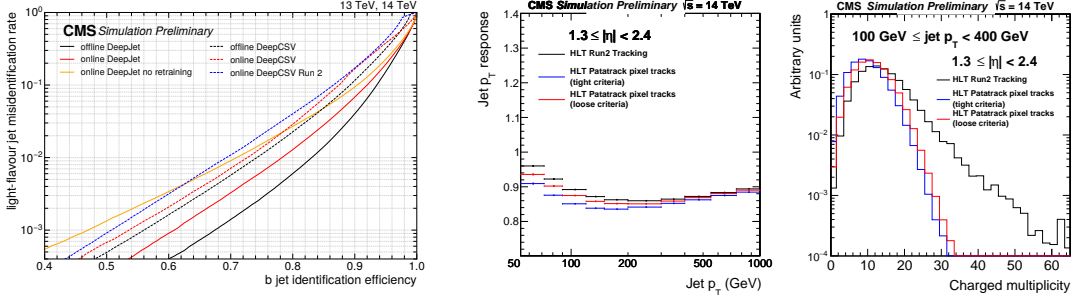 13 TeV, 14 TeV
CMS Simulation Preliminary
offline DeepJet
online DeepJet
online DeepJet no retraining
offline DeepCSV
online DeepCSV
online DeepCSV Run 2
light-flavour jet misidentification rate
10⁰
10⁻¹
10⁻²
10⁻³
0.4 0.5 0.6 0.7 0.8 0.9 1.0
b jet identification efficiency
CMS Simulation Preliminary √s = 14 TeV
1.3 ≤ |η| < 2.4
HLT Run2 Tracking
HLT Patatrack pixel tracks
(tight criteria)
HLT Patatrack pixel tracks
(loose criteria)
Jet p_T response
1.4
1.3
1.2
1.1
1
0.9
0.8
0.7
50 100 200 300 1000
Jet p_T (GeV)
CMS Simulation Preliminary √s = 14 TeV
100 GeV ≤ jet p_T < 400 GeV
1.3 ≤ |η| < 2.4
HLT Run2 Tracking
HLT Patatrack pixel tracks
(tight criteria)
HLT Patatrack pixel tracks
(loose criteria)
Arbitrary units
1
10⁻¹
10⁻²
10⁻³
10⁻⁴
0 10 20 30 40 50 60
Charged multiplicity